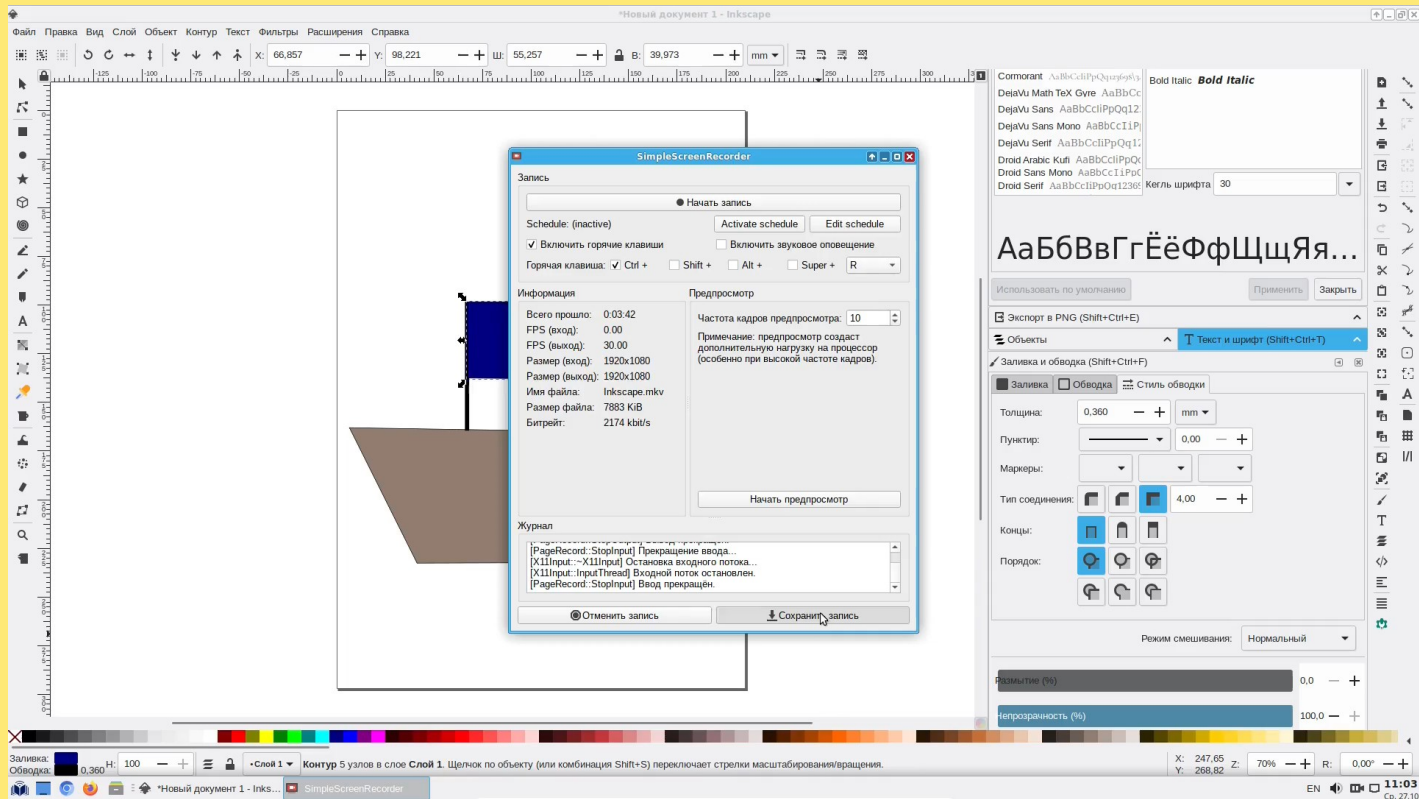 *Новый документ 1 - Inkscape
Файл Правка Вид Слой Объект Контур Текст Фильтры Расширения Справка
X: 66,857 Y: 98,221 Ш: 55,257 В: 39,973 mm
Cormorant
Bold Italic Bold Italic
DejaVu Math TeX Gyre AaBbCc
DejaVu Sans AaBbCcIiPpQq12
DejaVu Sans Mono AaBbCcIiPp
DejaVu Serif AaBbCcIiPpQq12
Droid Arabic Kufi AaBbCcIiPpQq
Droid Sans Mono AaBbCcIiPpQ
Droid Serif AaBbCcIiPpQq12369
Кегль шрифта 30
АаБбВвГгЁёФфЩщЯя...
Использовать по умолчанию Применить Закрыть
Экспорт в PNG (Shift+Ctrl+E)
Объекты Текст и шрифт (Shift+Ctrl+T)
Заливка и обводка (Shift+Ctrl+F)
Заливка Обводка Стиль обводки
Толщина: 0,360 mm
Пунктир: 0,00
Маркеры:
Тип соединения: 4,00
Концы:
Порядок:
Режим смешивания: Нормальный
Размытие (%) 0,0
Непрозрачность (%) 100,0
SimpleScreenRecorder
Запись
Начать запись
Schedule: (inactive) Activate schedule Edit schedule
Включить горячие клавиши Включить звуковое оповещение
Горячая клавиша: Ctrl + Shift + Alt + Super + R
Информация
Всего прошло: 0:03:42
FPS (вход): 0.00
FPS (выход): 30.00
Размер (вход): 1920x1080
Размер (выход): 1920x1080
Имя файла: Inkscape.mkv
Размер файла: 7883 KiB
Битрейт: 2174 kbit/s
Предпросмотр
Частота кадров предпросмотра: 10
Примечание: предпросмотр создаст
дополнительную нагрузку на процессор
(особенно при высокой частоте кадров).
Начать предпросмотр
Журнал
[PageRecord::StopInput] Прекращение ввода...
[X11Input::~X11Input] Остановка входного потока...
[X11Input::InputThread] Входной поток остановлен.
[PageRecord::StopInput] Ввод прекращён.
Отменить запись Сохранить запись
Заливка:
Обводка: 0,360
Н: 100
•Слой 1
Контур 5 узлов в слое Слой 1. Щелчок по объекту (или комбинация Shift+S) переключает стрелки масштабирования/вращения.
X: 247,65
Y: 268,82
Z: 70% R: 0,00°
*Новый документ 1 - Inks... SimpleScreenRecorder
EN 11:03
Ср. 27.10